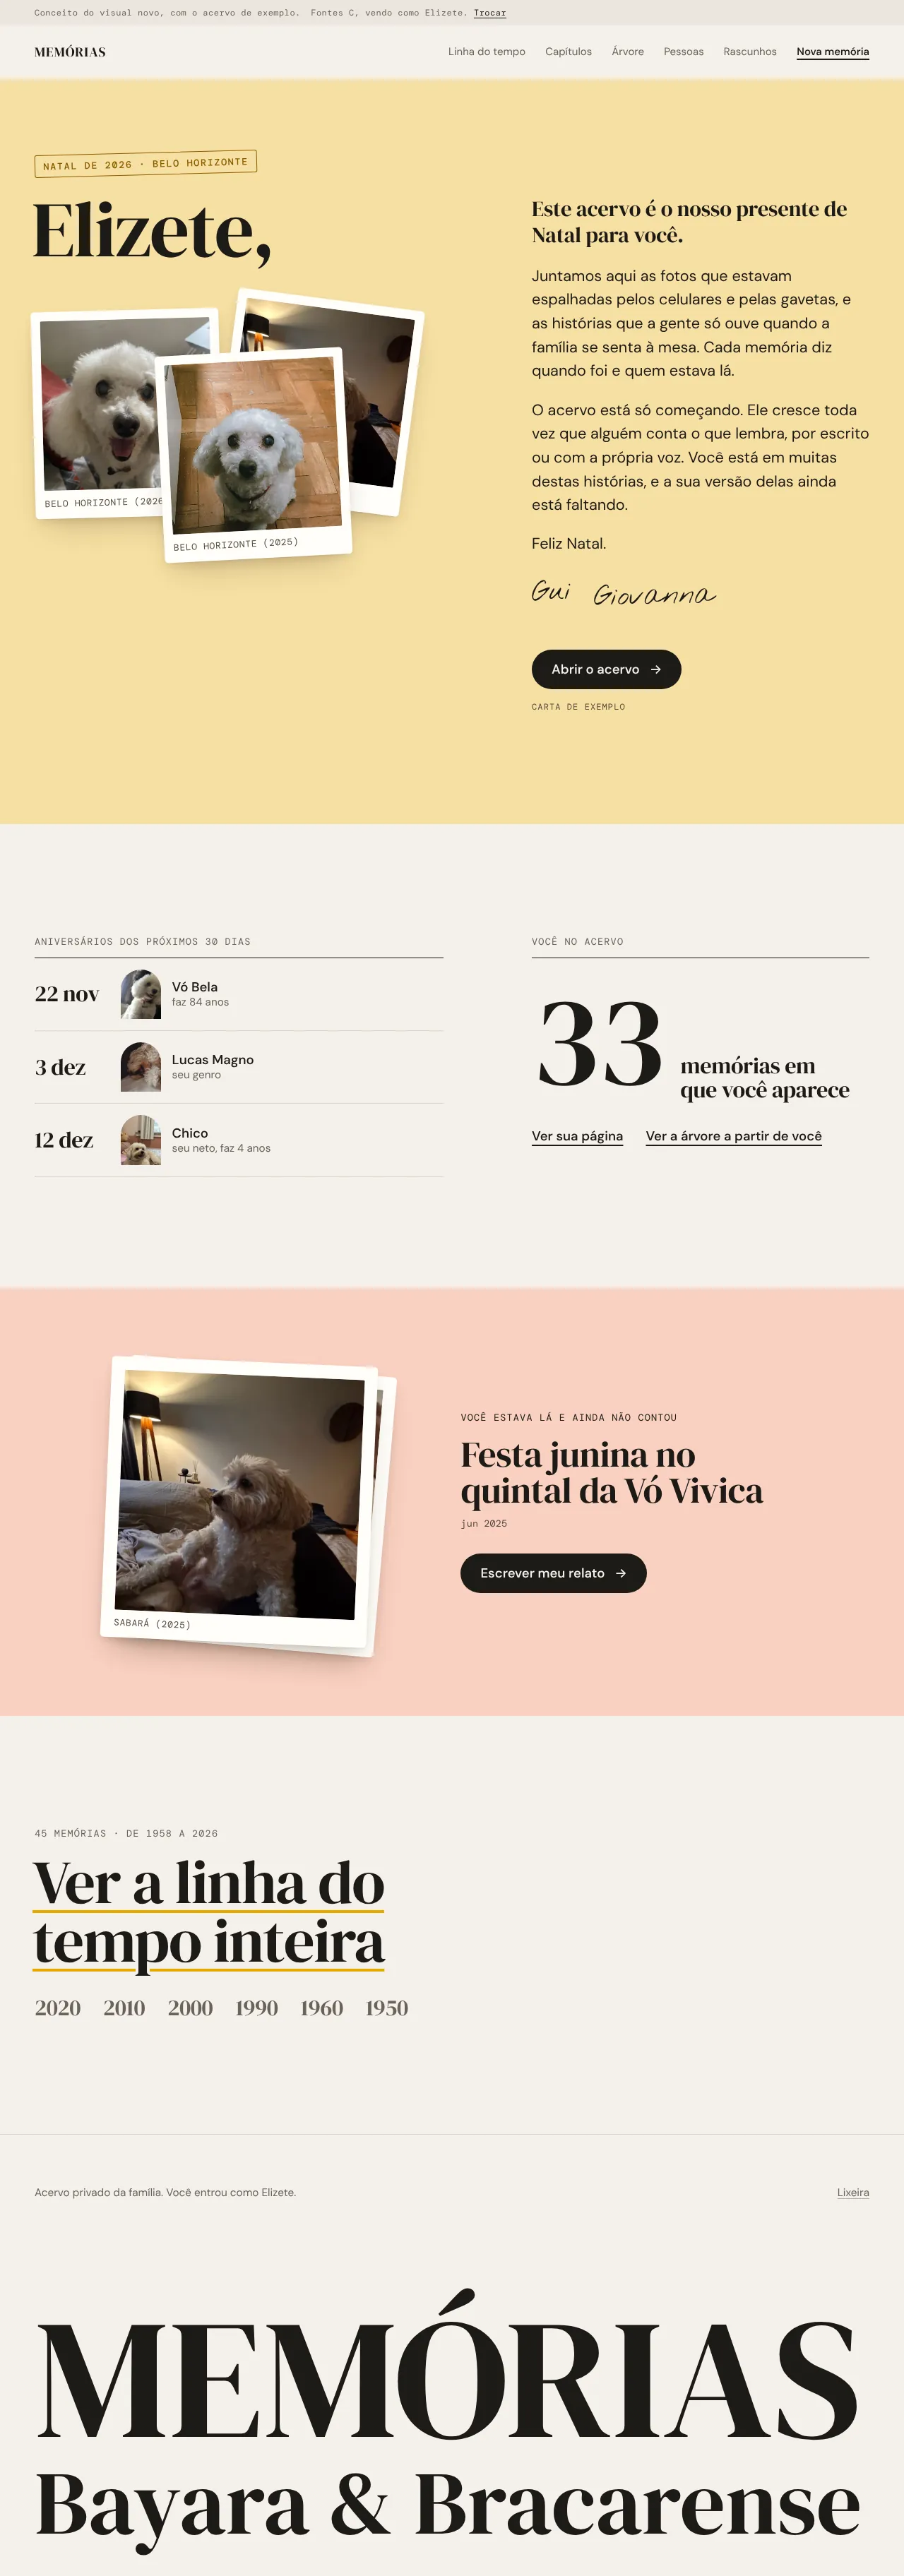 Conceito do visual novo, com o acervo de exemplo. Fontes C, vendo como Elizete. Trocar
MEMÓRIAS
Linha do tempo Capítulos Árvore Pessoas Rascunhos Nova memória
NATAL DE 2026 · BELO HORIZONTE
Elizete,
BELO HORIZONTE (2026
BELO HORIZONTE (2025)
Este acervo é o nosso presente de
Natal para você.
Juntamos aqui as fotos que estavam
espalhadas pelos celulares e pelas gavetas, e
as histórias que a gente só ouve quando a
família se senta à mesa. Cada memória diz
quando foi e quem estava lá.
O acervo está só começando. Ele cresce toda
vez que alguém conta o que lembra, por escrito
ou com a própria voz. Você está em muitas
destas histórias, e a sua versão delas ainda
está faltando.
Feliz Natal.
Gui Giovanna
Abrir o acervo →
CARTA DE EXEMPLO
ANIVERSÁRIOS DOS PRÓXIMOS 30 DIAS
22 nov
Vó Bela
faz 84 anos
3 dez
Lucas Magno
seu genro
12 dez
Chico
seu neto, faz 4 anos
VOCÊ NO ACERVO
33
memórias em
que você aparece
Ver sua página Ver a árvore a partir de você
SABARÁ (2025)
VOCÊ ESTAVA LÁ E AINDA NÃO CONTOU
Festa junina no
quintal da Vó Vivica
jun 2025
Escrever meu relato →
45 MEMÓRIAS · DE 1958 A 2026
Ver a linha do
tempo inteira
2020 2010 2000 1990 1960 1950
Acervo privado da família. Você entrou como Elizete.
Lixeira
MEMÓRIAS
Bayara & Bracarense